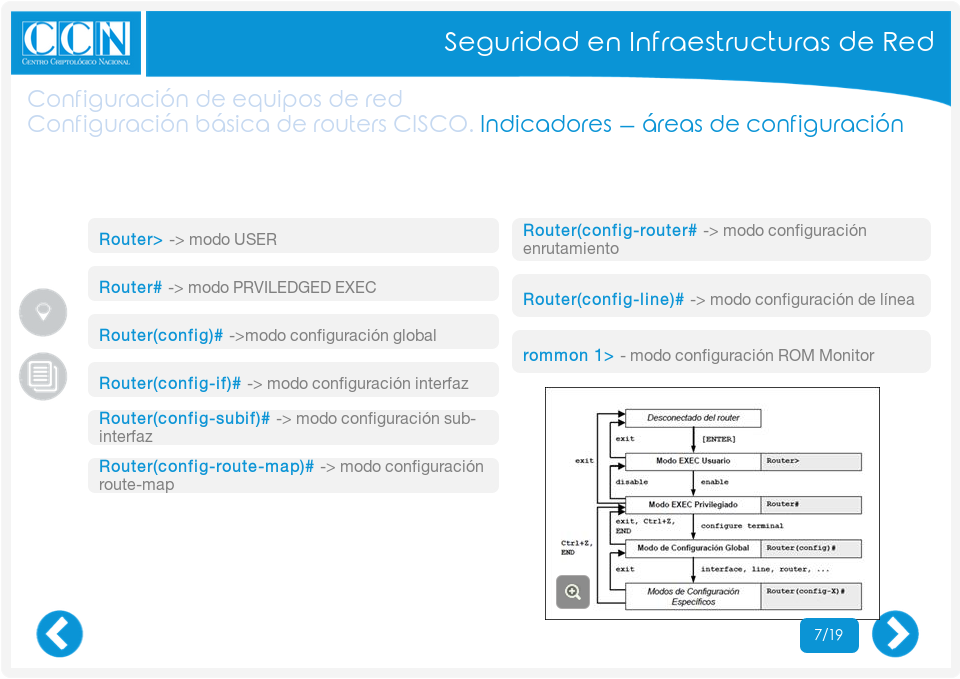 CCN
CENTRO CRIPTOLÓGICO NACIONAL
Seguridad en Infraestructuras de Red
Configuración de equipos de red
Configuración básica de routers CISCO. Indicadores – áreas de configuración
Router> -> modo USER
Router# -> modo PRVILEDGED EXEC
Router(config)# ->modo configuración global
Router(config-if)# -> modo configuración interfaz
Router(config-subif)# -> modo configuración sub-
interfaz
Router(config-route-map)# -> modo configuración
route-map
Router(config-router# -> modo configuración
enrutamiento
Router(config-line)# -> modo configuración de línea
rommon 1> - modo configuración ROM Monitor
Desconectado del router
exit [ENTER]
exit
Modo EXEC Usuario Router>
disable enable
Modo EXEC Privilegiado Router#
exit, Ctrl+Z,
END
configure terminal
Ctrl+Z,
END
Modo de Configuración Global Router(config)#
exit interface, line, router, ...
Modos de Configuración
Específicos
Router(config-X)#
7/19